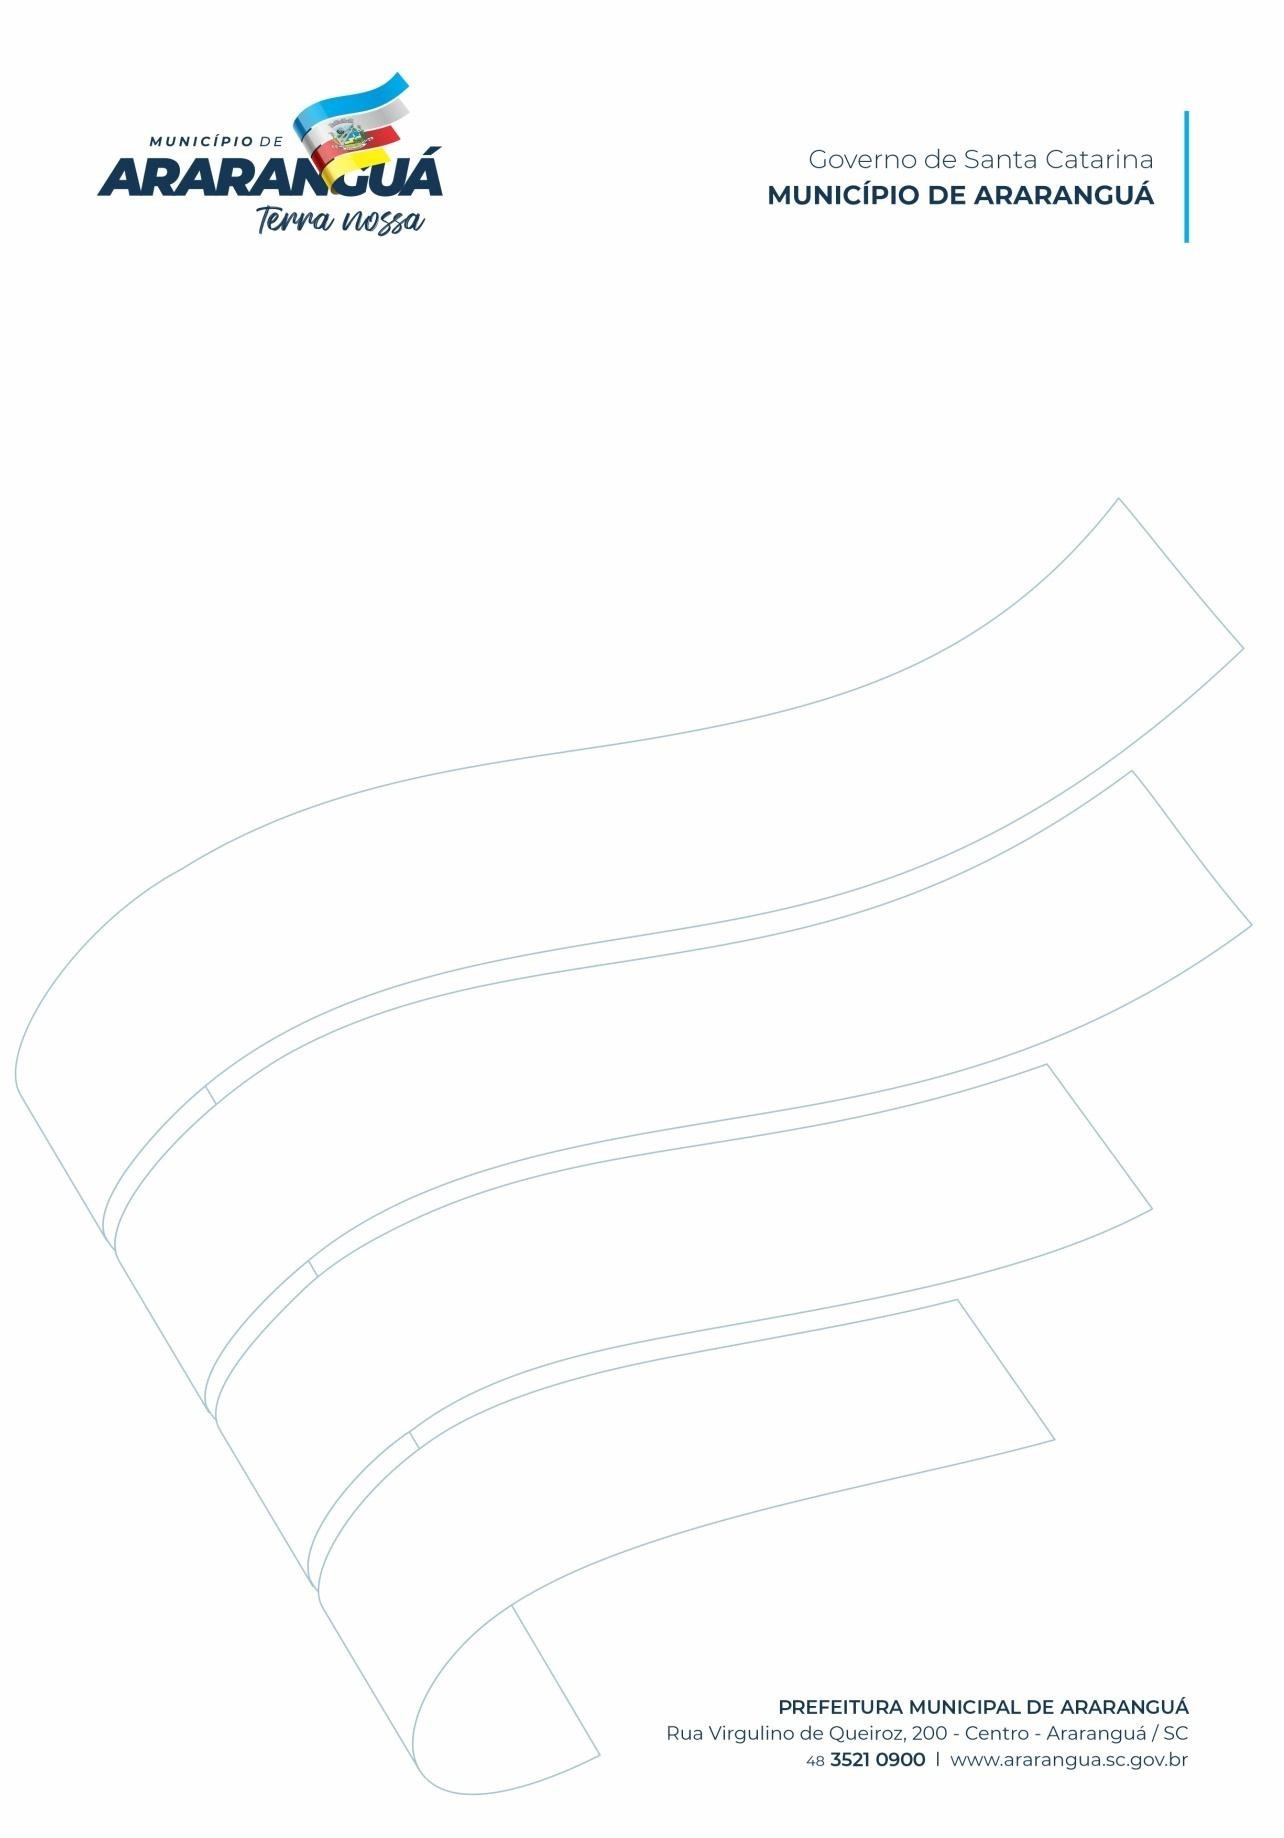 MUNICÍPIO DE
ARARANGUÁ
Terra nossa
Governo de Santa Catarina
MUNICÍPIO DE ARARANGUÁ
PREFEITURA MUNICIPAL DE ARARANGUÁ
Rua Virgulino de Queiroz, 200 - Centro - Araranguá / SC
48 3521 0900 | www.ararangua.sc.gov.br